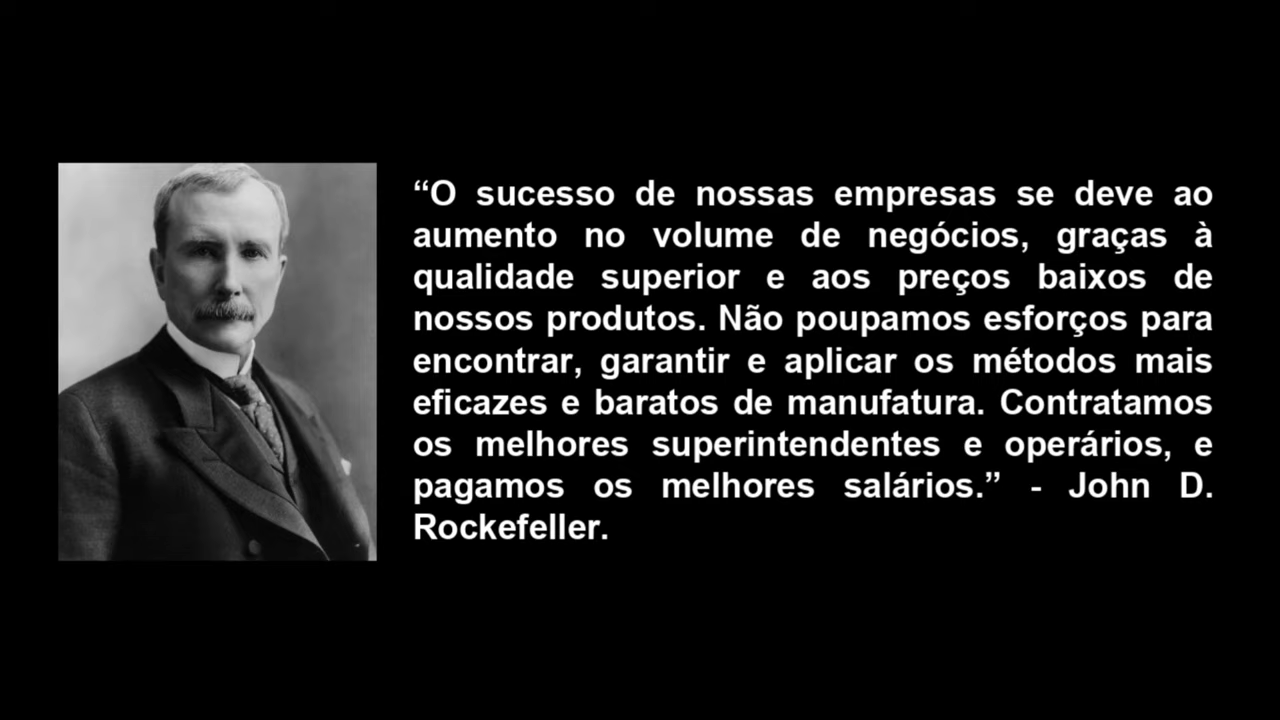 “O sucesso de nossas empresas se deve ao
aumento no volume de negócios, graças à
qualidade superior e aos preços baixos de
nossos produtos. Não poupamos esforços para
encontrar, garantir e aplicar os métodos mais
eficazes e baratos de manufatura. Contratamos
os melhores superintendentes e operários, e
pagamos os melhores salários.” - John D.
Rockefeller.